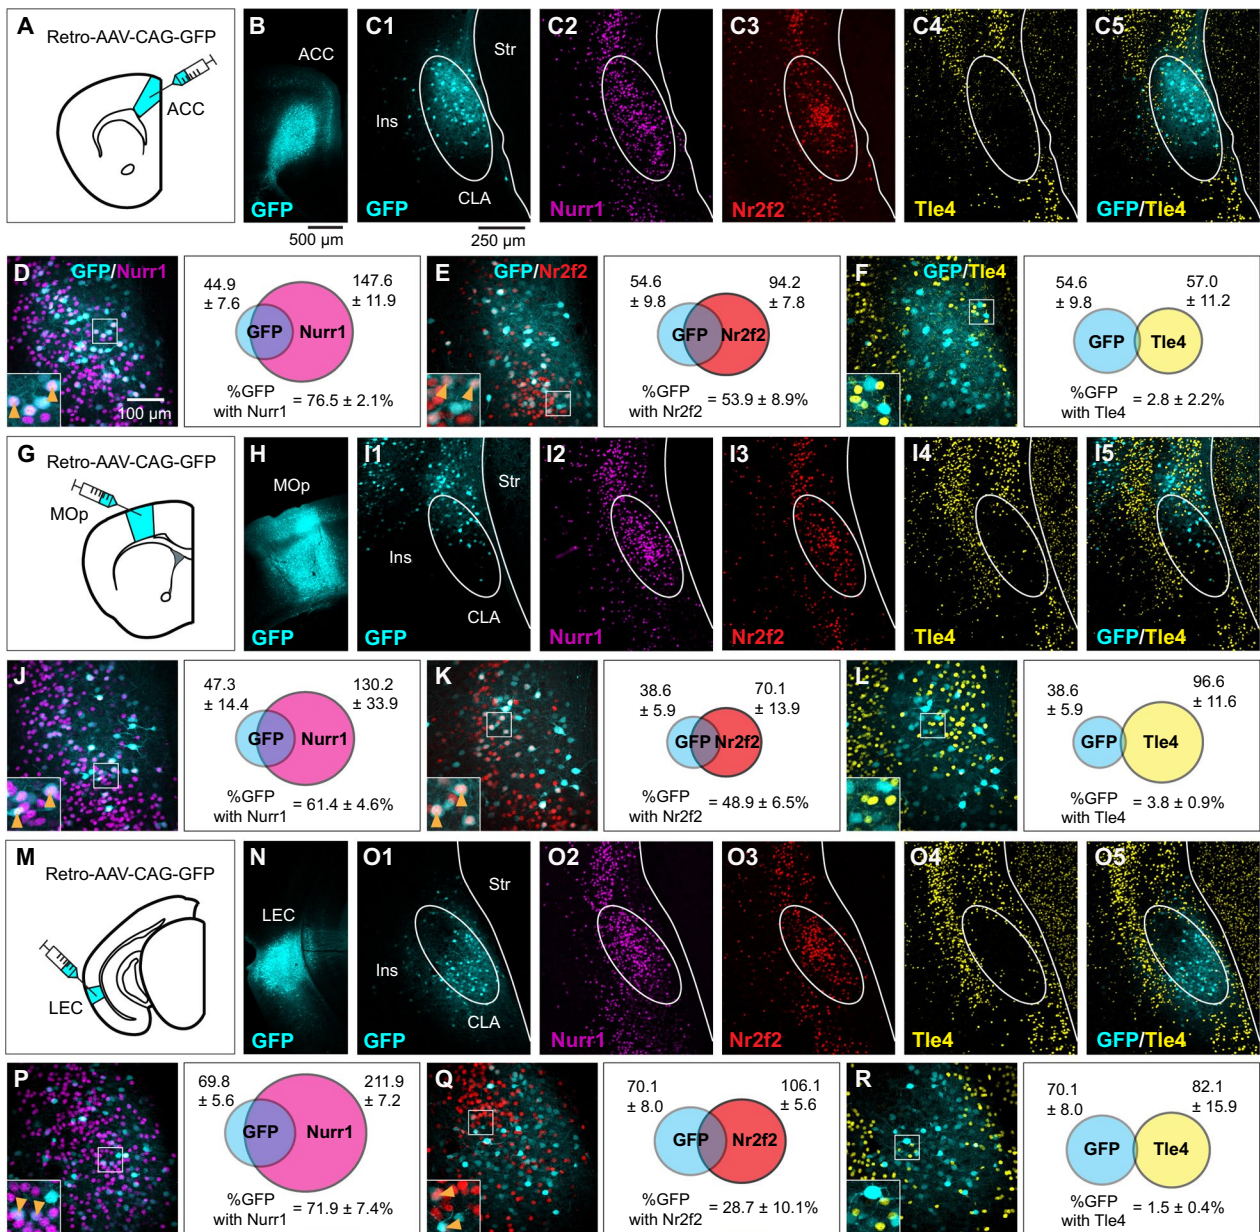 A
Retro-AAV-CAG-GFP
ACC
B
ACC
GFP
500 µm
C1
Str
Ins
CLA
GFP
250 µm
C2
Nurr1
C3
Nr2f2
C4
Tle4
C5
GFP/Tle4
D
GFP/Nurr1
100 µm
44.9
± 7.6
147.6
± 11.9
GFP
Nurr1
%GFP
with Nurr1 = 76.5 ± 2.1%
E
GFP/Nr2f2
54.6
± 9.8
94.2
± 7.8
GFP
Nr2f2
%GFP
with Nr2f2 = 53.9 ± 8.9%
F
GFP/Tle4
54.6
± 9.8
57.0
± 11.2
GFP
Tle4
%GFP
with Tle4 = 2.8 ± 2.2%
G
Retro-AAV-CAG-GFP
MOp
H
MOp
GFP
I1
Str
Ins
CLA
GFP
I2
Nurr1
I3
Nr2f2
I4
Tle4
I5
GFP/Tle4
J
47.3
± 14.4
130.2
± 33.9
GFP
Nurr1
%GFP
with Nurr1 = 61.4 ± 4.6%
K
38.6
± 5.9
70.1
± 13.9
GFP
Nr2f2
%GFP
with Nr2f2 = 48.9 ± 6.5%
L
38.6
± 5.9
96.6
± 11.6
GFP
Tle4
%GFP
with Tle4 = 3.8 ± 0.9%
M
Retro-AAV-CAG-GFP
LEC
N
LEC
GFP
O1
Str
Ins
CLA
GFP
O2
Nurr1
O3
Nr2f2
O4
Tle4
O5
GFP/Tle4
P
69.8
± 5.6
211.9
± 7.2
GFP
Nurr1
%GFP
with Nurr1 = 71.9 ± 7.4%
Q
70.1
± 8.0
106.1
± 5.6
GFP
Nr2f2
%GFP
with Nr2f2 = 28.7 ± 10.1%
R
70.1
± 8.0
82.1
± 15.9
GFP
Tle4
%GFP
with Tle4 = 1.5 ± 0.4%